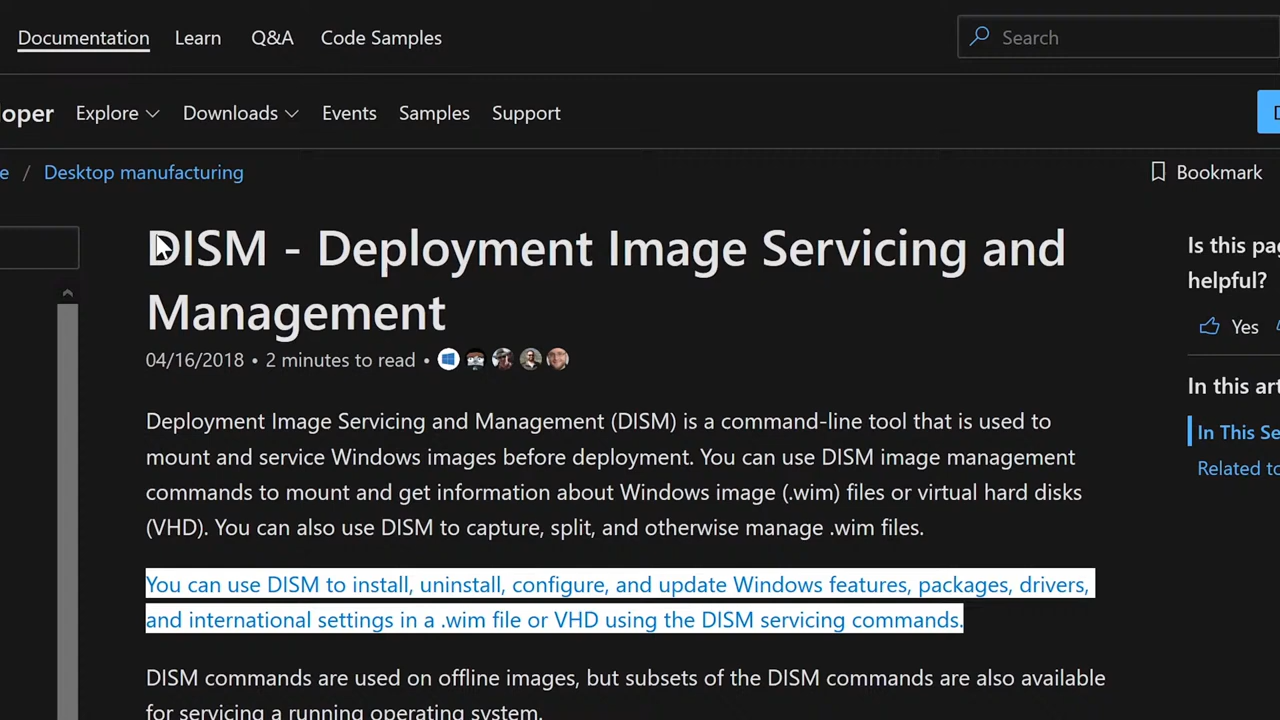 Documentation Learn Q&A Code Samples Search
Explore Downloads Events Samples Support
Desktop manufacturing Bookmark
DISM - Deployment Image Servicing and
Management
Is this
helpful?
04/16/2018 • 2 minutes to read •
Yes
In this
Deployment Image Servicing and Management (DISM) is a command-line tool that is used to
mount and service Windows images before deployment. You can use DISM image management
In This
commands to mount and get information about Windows image (.wim) files or virtual hard disks
Related
(VHD). You can also use DISM to capture, split, and otherwise manage .wim files.
You can use DISM to install, uninstall, configure, and update Windows features, packages, drivers,
and international settings in a .wim file or VHD using the DISM servicing commands.
DISM commands are used on offline images, but subsets of the DISM commands are also available
for servicing a running operating system.